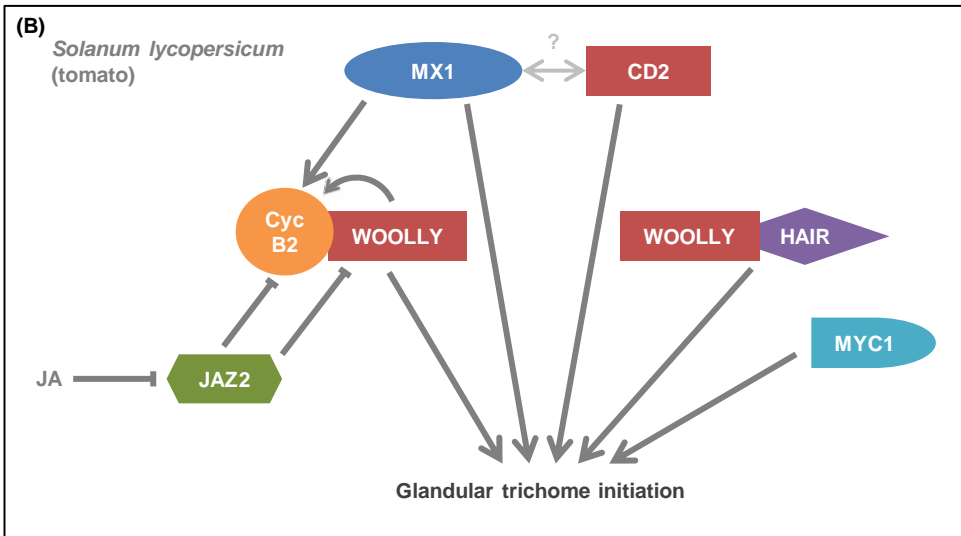 (B)
Solanum lycopersicum
(tomato)
?
MX1
CD2
Cyc
B2
WOOLLY
WOOLLY
HAIR
MYC1
JA
JAZ2
Glandular trichome initiation